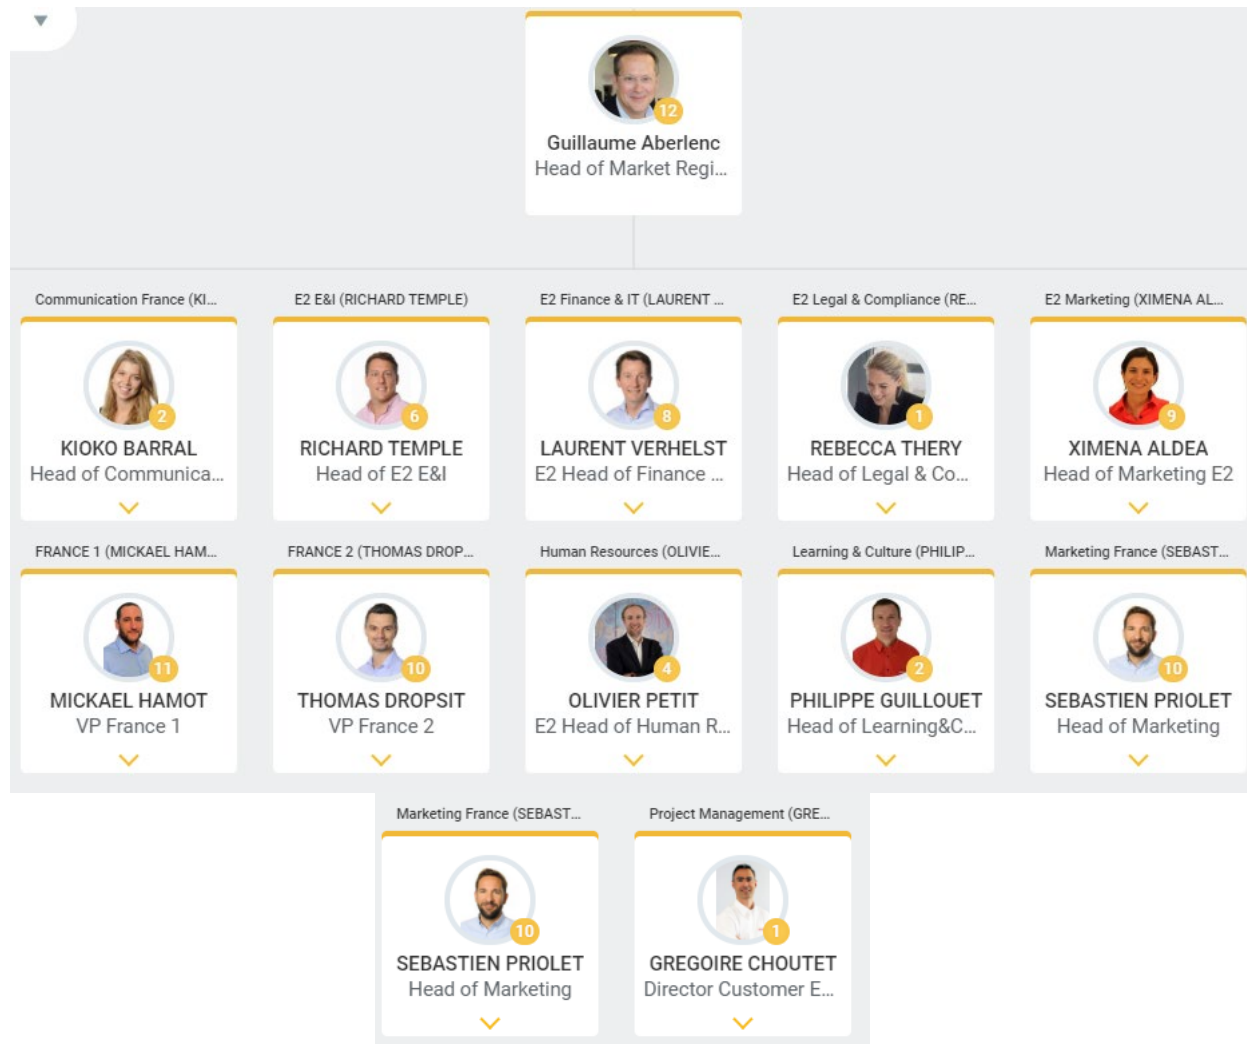 12
Guillaume Aberlenc
Head of Market Regi...
Communication France (KI...
E2 E&I (RICHARD TEMPLE)
E2 Finance & IT (LAURENT ...
E2 Legal & Compliance (RE...
E2 Marketing (XIMENA AL...
2
6
8
1
9
KIOKO BARRAL
RICHARD TEMPLE
LAURENT VERHELST
REBECCA THERY
XIMENA ALDEA
Head of Communica...
Head of E2 E&I
E2 Head of Finance ...
Head of Legal & Co...
Head of Marketing E2
FRANCE 1 (MICKAEL HAM...
FRANCE 2 (THOMAS DROP...
Human Resources (OLIVIE...
Learning & Culture (PHILIP...
Marketing France (SEBAST...
11
10
4
2
10
MICKAEL HAMOT
THOMAS DROPSIT
OLIVIER PETIT
PHILIPPE GUILLOUET
SEBASTIEN PRIOLET
VP France 1
VP France 2
E2 Head of Human R...
Head of Learning&C...
Head of Marketing
Marketing France (SEBAST...
Project Management (GRE...
10
1
SEBASTIEN PRIOLET
GREGOIRE CHOUTET
Head of Marketing
Director Customer E...